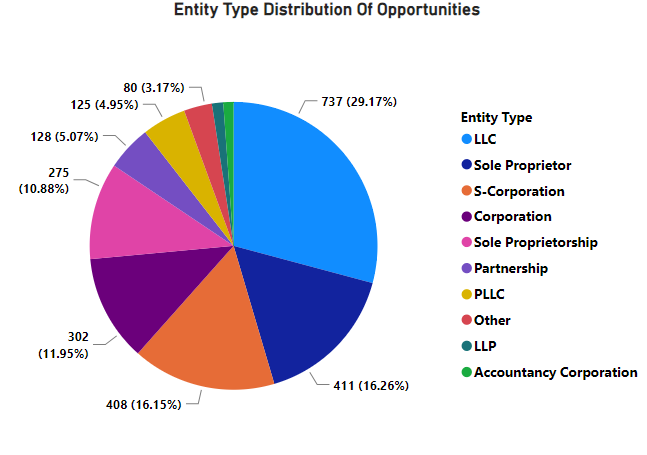 Entity Type Distribution Of Opportunities
80 (3.17%)
737 (29.17%)
125 (4.95%)
128 (5.07%)
275
(10.88%)
302
(11.95%)
408 (16.15%)
411 (16.26%)
Entity Type
LLC
Sole Proprietor
S-Corporation
Corporation
Sole Proprietorship
Partnership
PLLC
Other
LLP
Accountancy Corporation